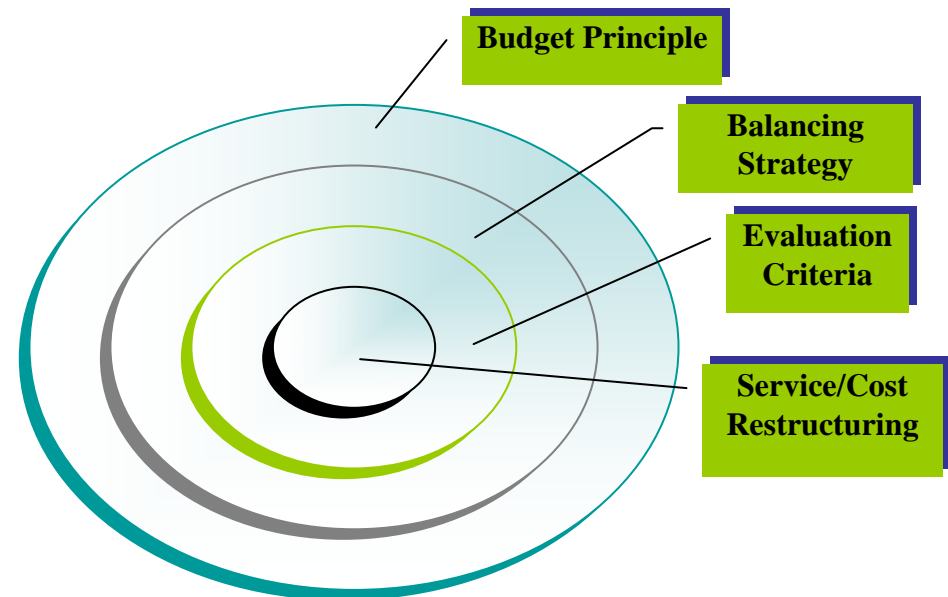 Budget Principle
Balancing
Strategy
Evaluation
Criteria
Service/Cost
Restructuring